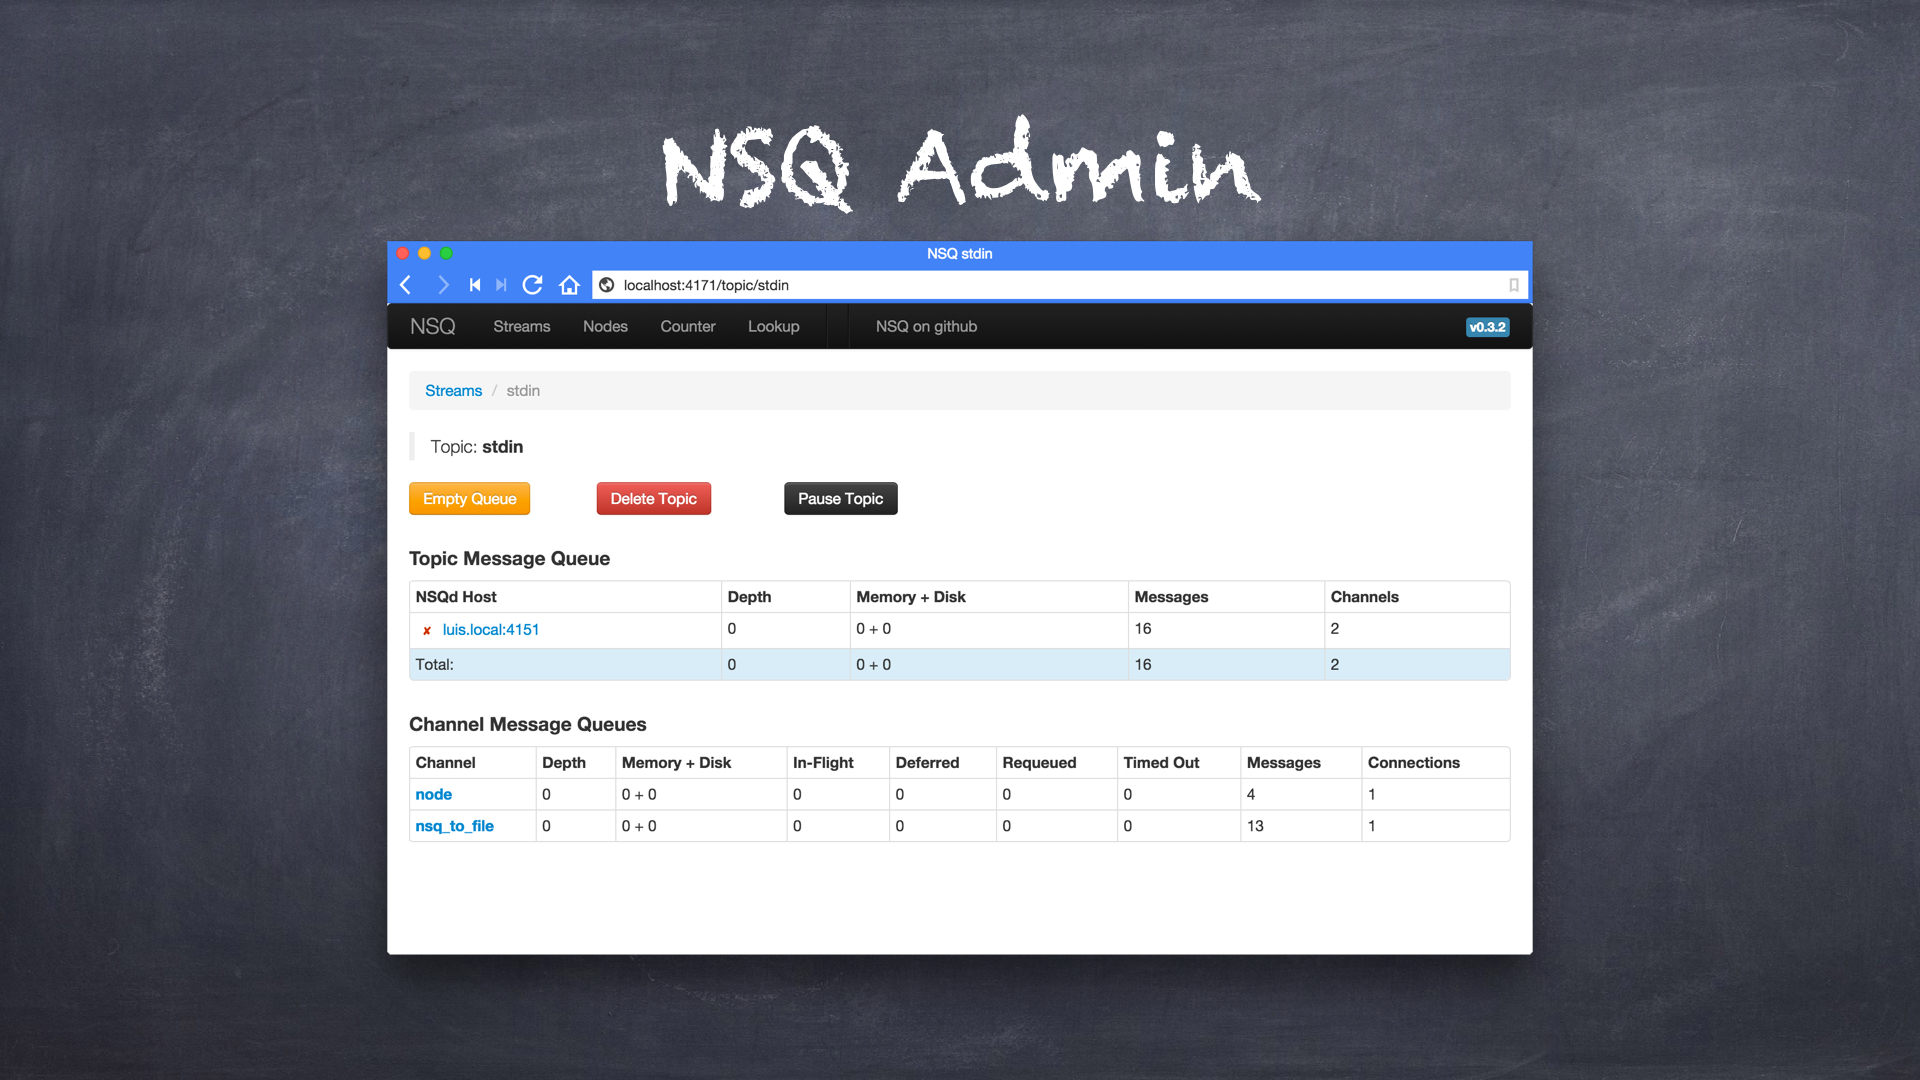 NSQ Admin
NSQ stdin
localhost:4171/topic/stdin
NSQ Streams Nodes Counter Lookup NSQ on github v0.3.2
Streams / stdin
Topic: stdin
Empty Queue Delete Topic Pause Topic
Topic Message Queue
NSQd Host Depth Memory + Disk Messages Channels
✘ luis.local:4151 0 0 + 0 16 2
Total: 0 0 + 0 16 2
Channel Message Queues
Channel Depth Memory + Disk In-Flight Deferred Requeued Timed Out Messages Connections
node 0 0 + 0 0 0 0 0 4 1
nsq_to_file 0 0 + 0 0 0 0 0 13 1